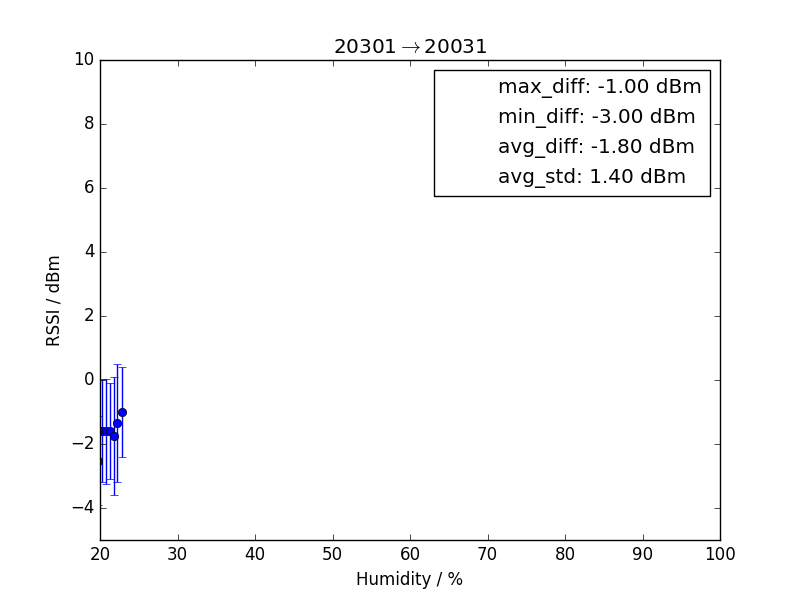 20301→20031
10
8
6
4
2
0
−2
−4
RSSI / dBm
max_diff: -1.00 dBm
min_diff: -3.00 dBm
avg_diff: -1.80 dBm
avg_std: 1.40 dBm
20 30 40 50 60 70 80 90 100
Humidity / %